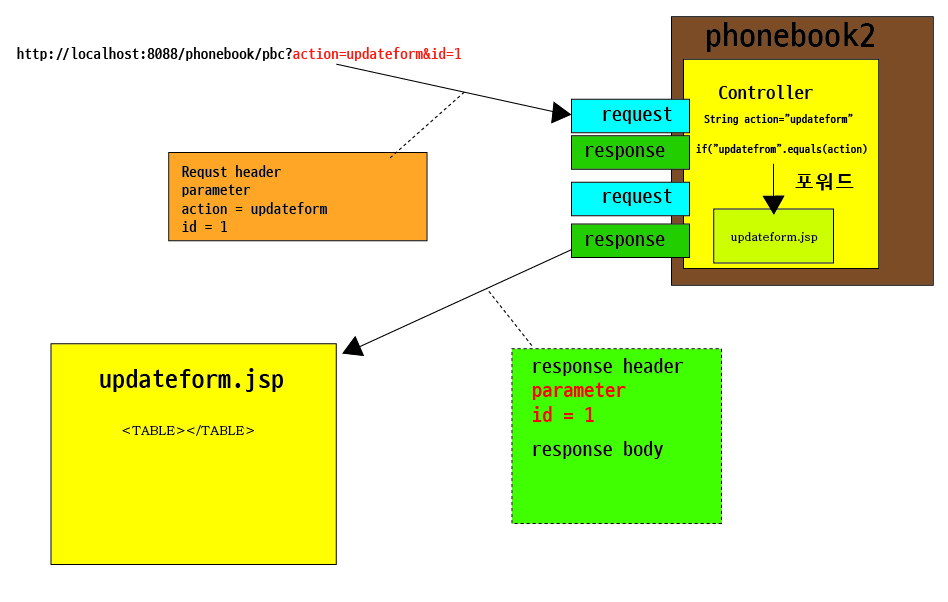 phonebook2
http://localhost:8088/phonebook/pbc?action=updateform&id=1
Controller
String action=”updateform”
if(”updatefrom”.equals(action)
포워드
updateform.jsp
request
response
request
response
Requst header
parameter
action = updateform
id = 1
updateform.jsp
<TABLE></TABLE>
response header
parameter
id = 1
response body